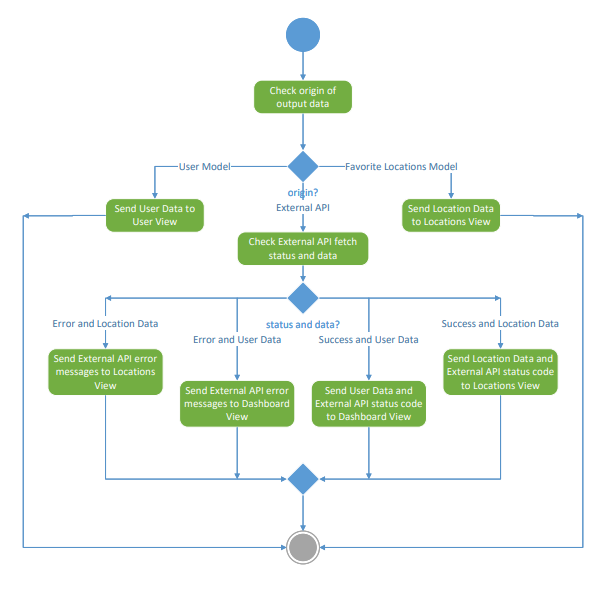 Check origin of
output data
User Model
Favorite Locations Model
origin?
External API
Send User Data to
User View
Send Location Data
to Locations View
Check External API fetch
status and data
Error and Location Data
status and data?
Success and Location Data
Error and User Data
Success and User Data
Send External API error
messages to Locations
View
Send Location Data and
External API status code
to Locations View
Send External API error
messages to Dashboard
View
Send User Data and
External API status code
to Dashboard View